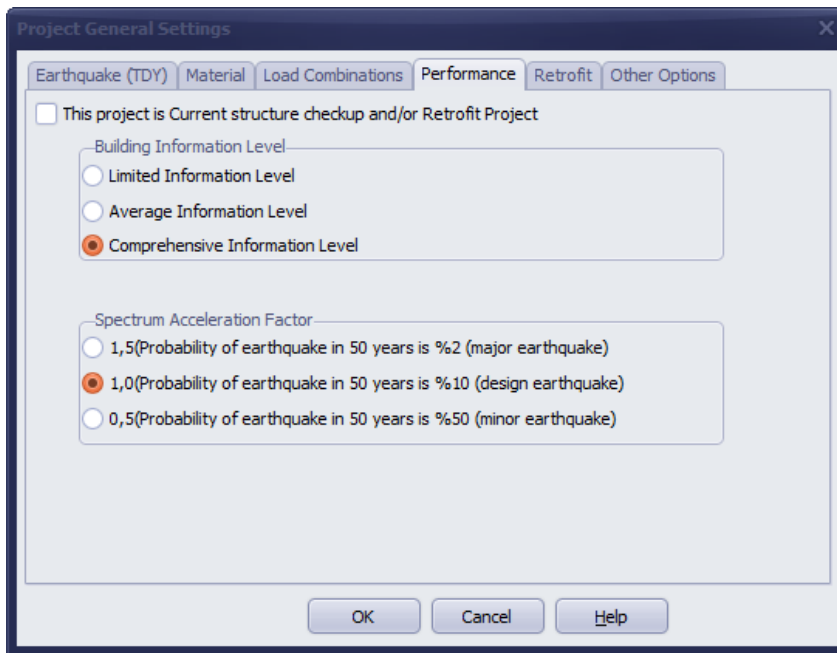 Project General Settings
Earthquake (TDY) Material Load Combinations Performance Retrofit Other Options
This project is Current structure checkup and/or Retrofit Project
Building Information Level
Limited Information Level
Average Information Level
Comprehensive Information Level
Spectrum Acceleration Factor
1,5(Probability of earthquake in 50 years is %2 (major earthquake)
1,0(Probability of earthquake in 50 years is %10 (design earthquake)
0,5(Probability of earthquake in 50 years is %50 (minor earthquake)
OK Cancel Help